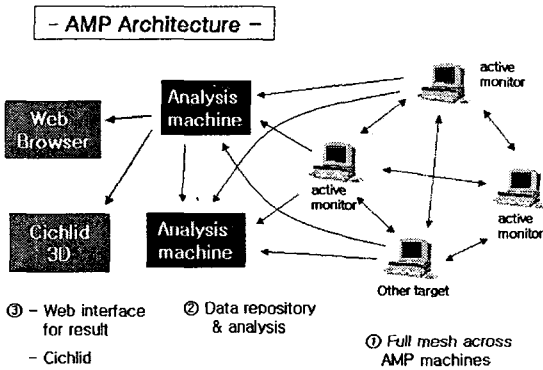 - AMP Architecture -
active
monitor
Analysis
machine
Web
Browser
active
monitor
active
monitor
Cichlid
3D
Analysis
machine
Other target
③ - Web interface
for result
- Cichlid
② Data repository
& analysis
① Full mesh across
AMP machines